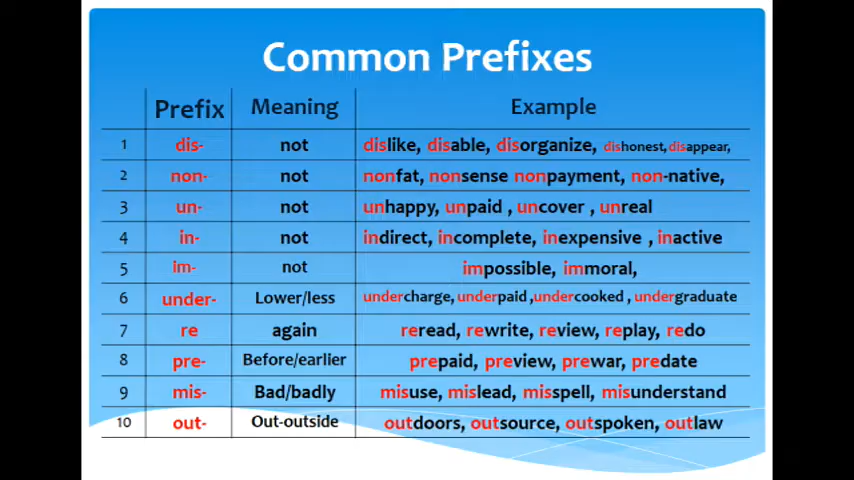 Common Prefixes
Prefix Meaning Example
1 dis- not dislike, disable, disorganize, dishonest, disappear,
2 non- not nonfat, nonsense nonpayment, non-native,
3 un- not unhappy, unpaid , uncover , unreal
4 in- not indirect, incomplete, inexpensive , inactive
5 im- not impossible, immoral,
6 under- Lower/less undercharge, underpaid ,undercooked , undergraduate
7 re again reread, rewrite, review, replay, redo
8 pre- Before/earlier prepaid, preview, prewar, predate
9 mis- Bad/badly misuse, mislead, misspell, misunderstand
10 out- Out-outside outdoors, outsource, outspoken, outlaw